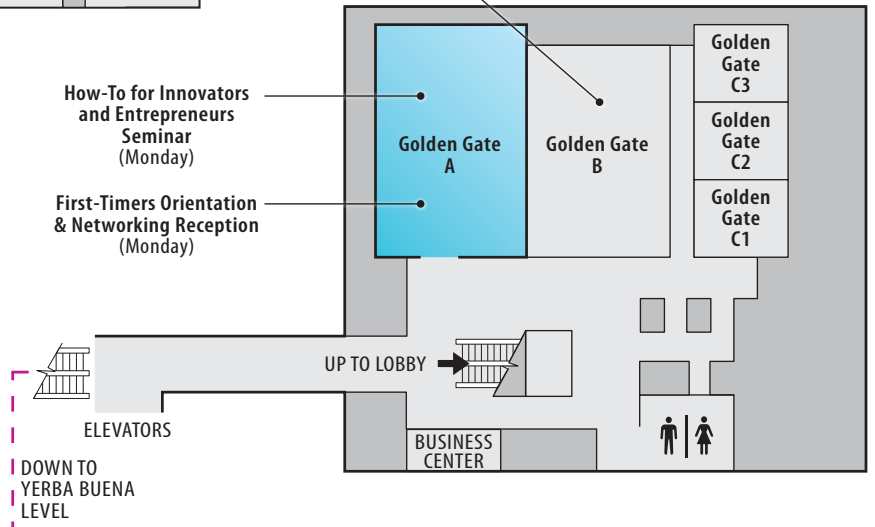 How-To for Innovators
and Entrepreneurs
Seminar
(Monday)
First-Timers Orientation
& Networking Reception
(Monday)
Golden Gate
A
Golden Gate
B
Golden
Gate
C3
Golden
Gate
C2
Golden
Gate
C1
UP TO LOBBY
ELEVATORS
BUSINESS
CENTER
DOWN TO
YERBA BUENA
LEVEL